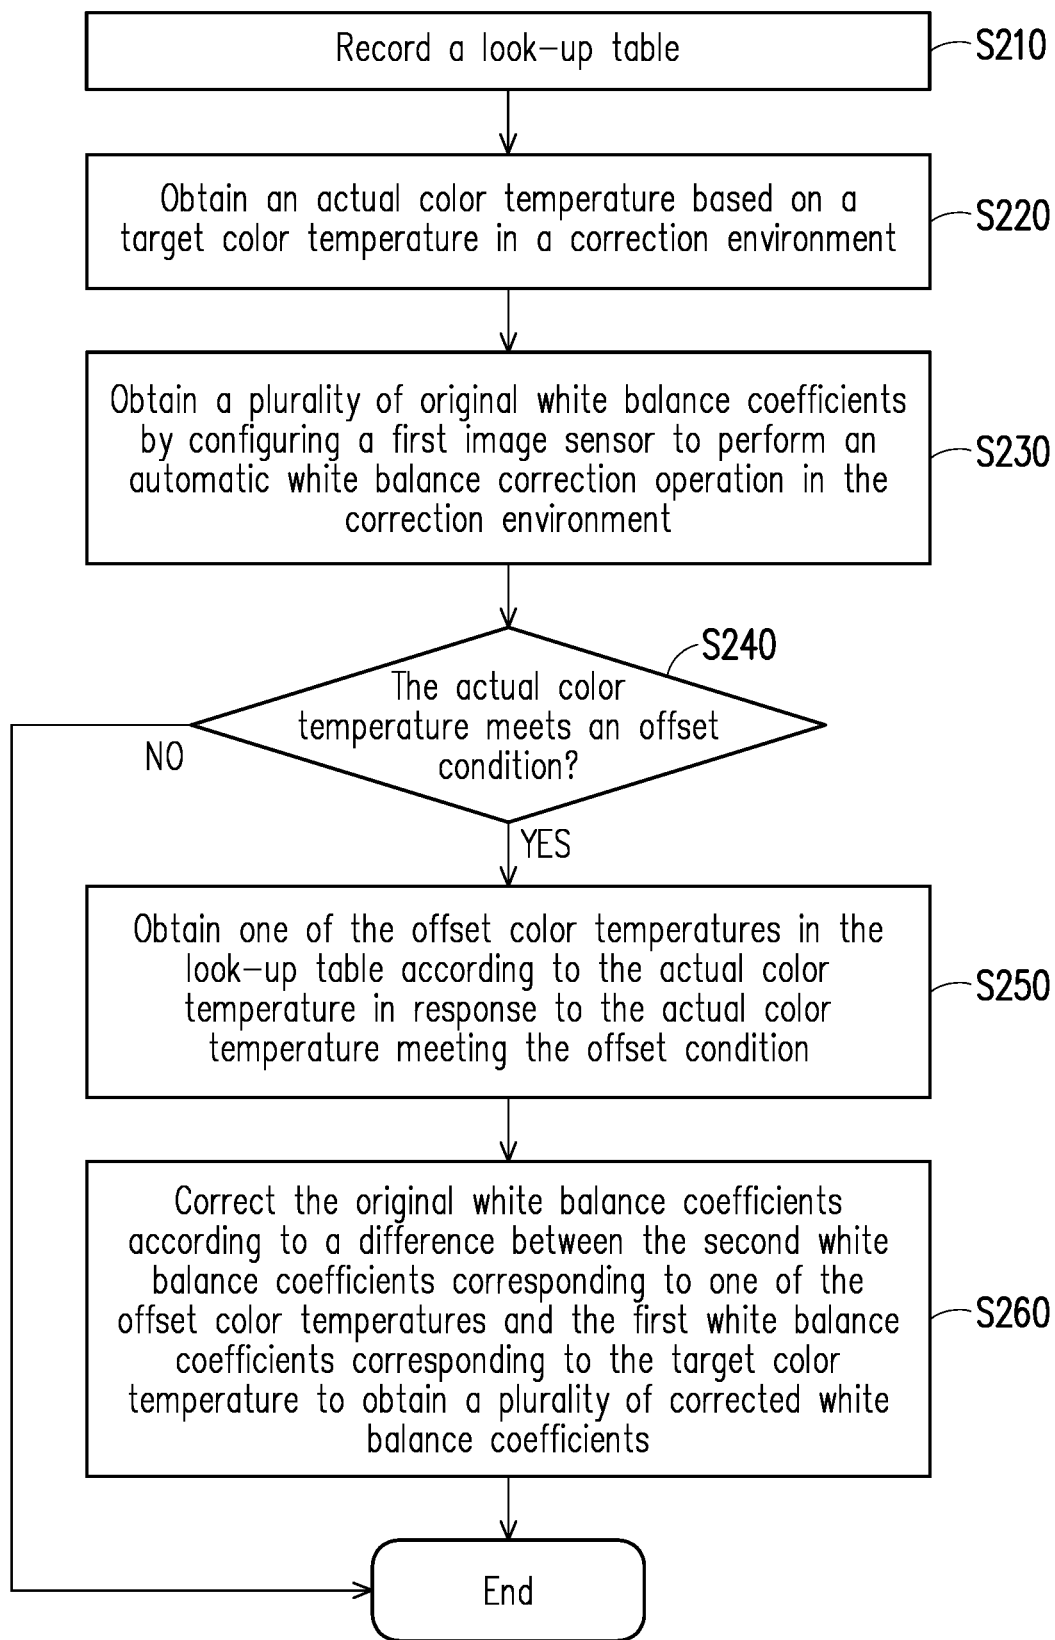 Record a look-up table
S210
Obtain an actual color temperature based on a
target color temperature in a correction environment
S220
Obtain a plurality of original white balance coefficients
by configuring a first image sensor to perform an
automatic white balance correction operation in the
correction environment
S230
S240
The actual color
temperature meets an offset
condition?
NO
YES
Obtain one of the offset color temperatures in the
look-up table according to the actual color
temperature in response to the actual color
temperature meeting the offset condition
S250
Correct the original white balance coefficients
according to a difference between the second white
balance coefficients corresponding to one of the
offset color temperatures and the first white balance
coefficients corresponding to the target color
temperature to obtain a plurality of corrected white
balance coefficients
S260
End